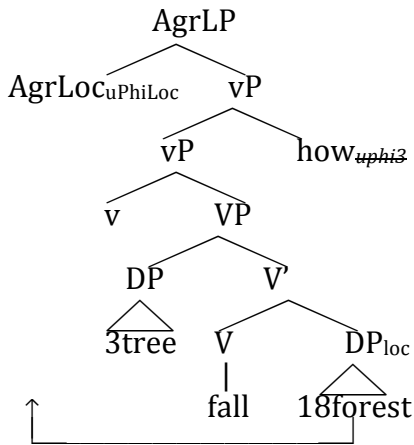 AgrLP
AgrLocuPhiLoc vP
vP howuphi3
v VP
DP V'
3tree V DPloc
fall 18forest